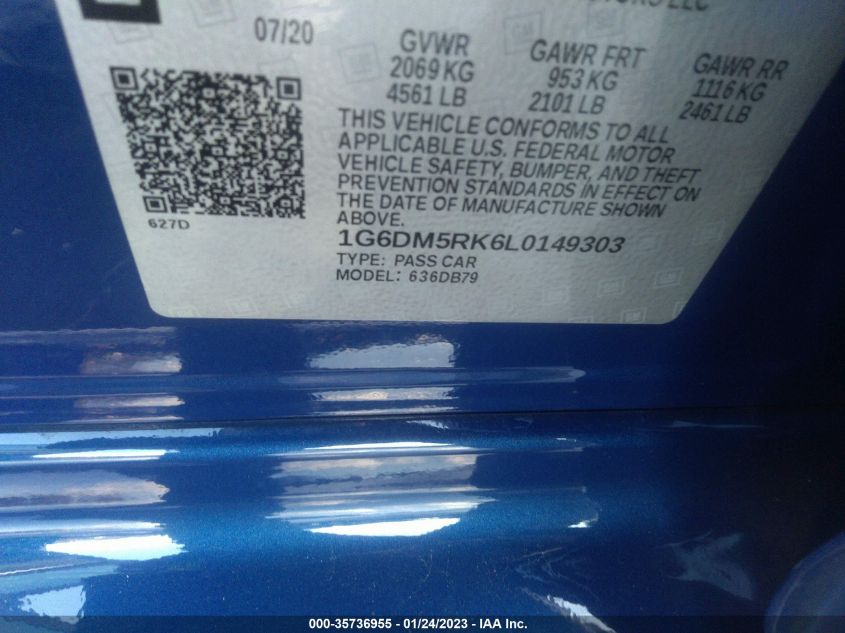 LLC
07/20
GVWR
2069 KG
4561 LB
GAWR FRT
953 KG
2101 LB
GAWR RR
1116 KG
2461 LB
THIS VEHICLE CONFORMS TO ALL
APPLICABLE U.S. FEDERAL MOTOR
VEHICLE SAFETY, BUMPER, AND THEFT
PREVENTION STANDARDS IN EFFECT ON
THE DATE OF MANUFACTURE SHOWN
ABOVE.
627D
1G6DM5RK6L0149303
TYPE: PASS CAR
MODEL: 636DB79
000-35736955 - 01/24/2023 - IAA Inc.